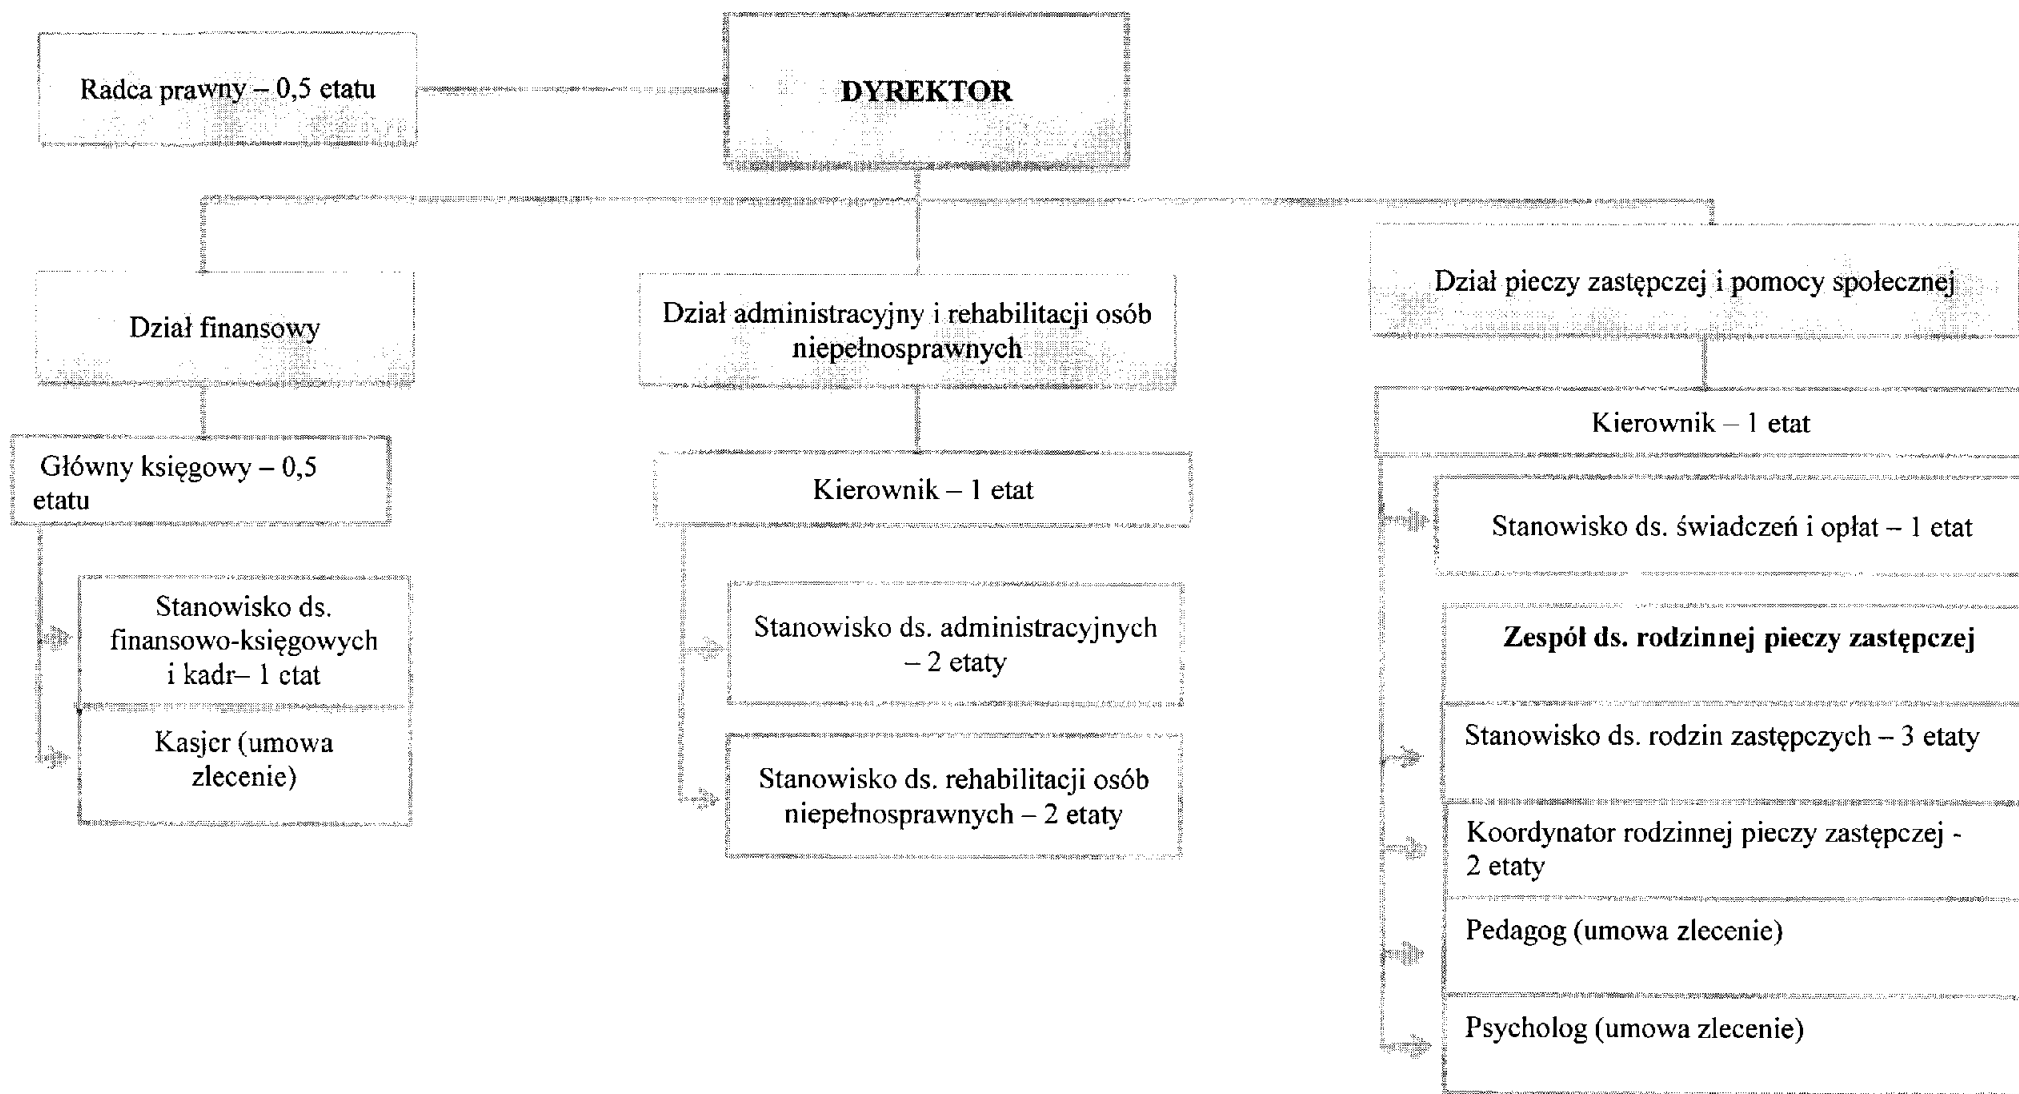 Radca prawny – 0,5 etatu
DYREKTOR
Dział finansowy
Dział administracyjny i rehabilitacji osób
niepełnosprawnych
Dział pieczy zastępczej i pomocy społecznej
Główny księgowy – 0,5
etatu
Stanowisko ds.
finansowo-księgowych
i kadr– 1 etat
Kasjer (umowa
zlecenie)
Kierownik – 1 etat
Stanowisko ds. administracyjnych
– 2 etaty
Stanowisko ds. rehabilitacji osób
niepełnosprawnych – 2 etaty
Kierownik – 1 etat
Stanowisko ds. świadczeń i opłat – 1 etat
Zespół ds. rodzinnej pieczy zastępczej
Stanowisko ds. rodzin zastępczych – 3 etaty
Koordynator rodzinnej pieczy zastępczej -
2 etaty
Pedagog (umowa zlecenie)
Psycholog (umowa zlecenie)